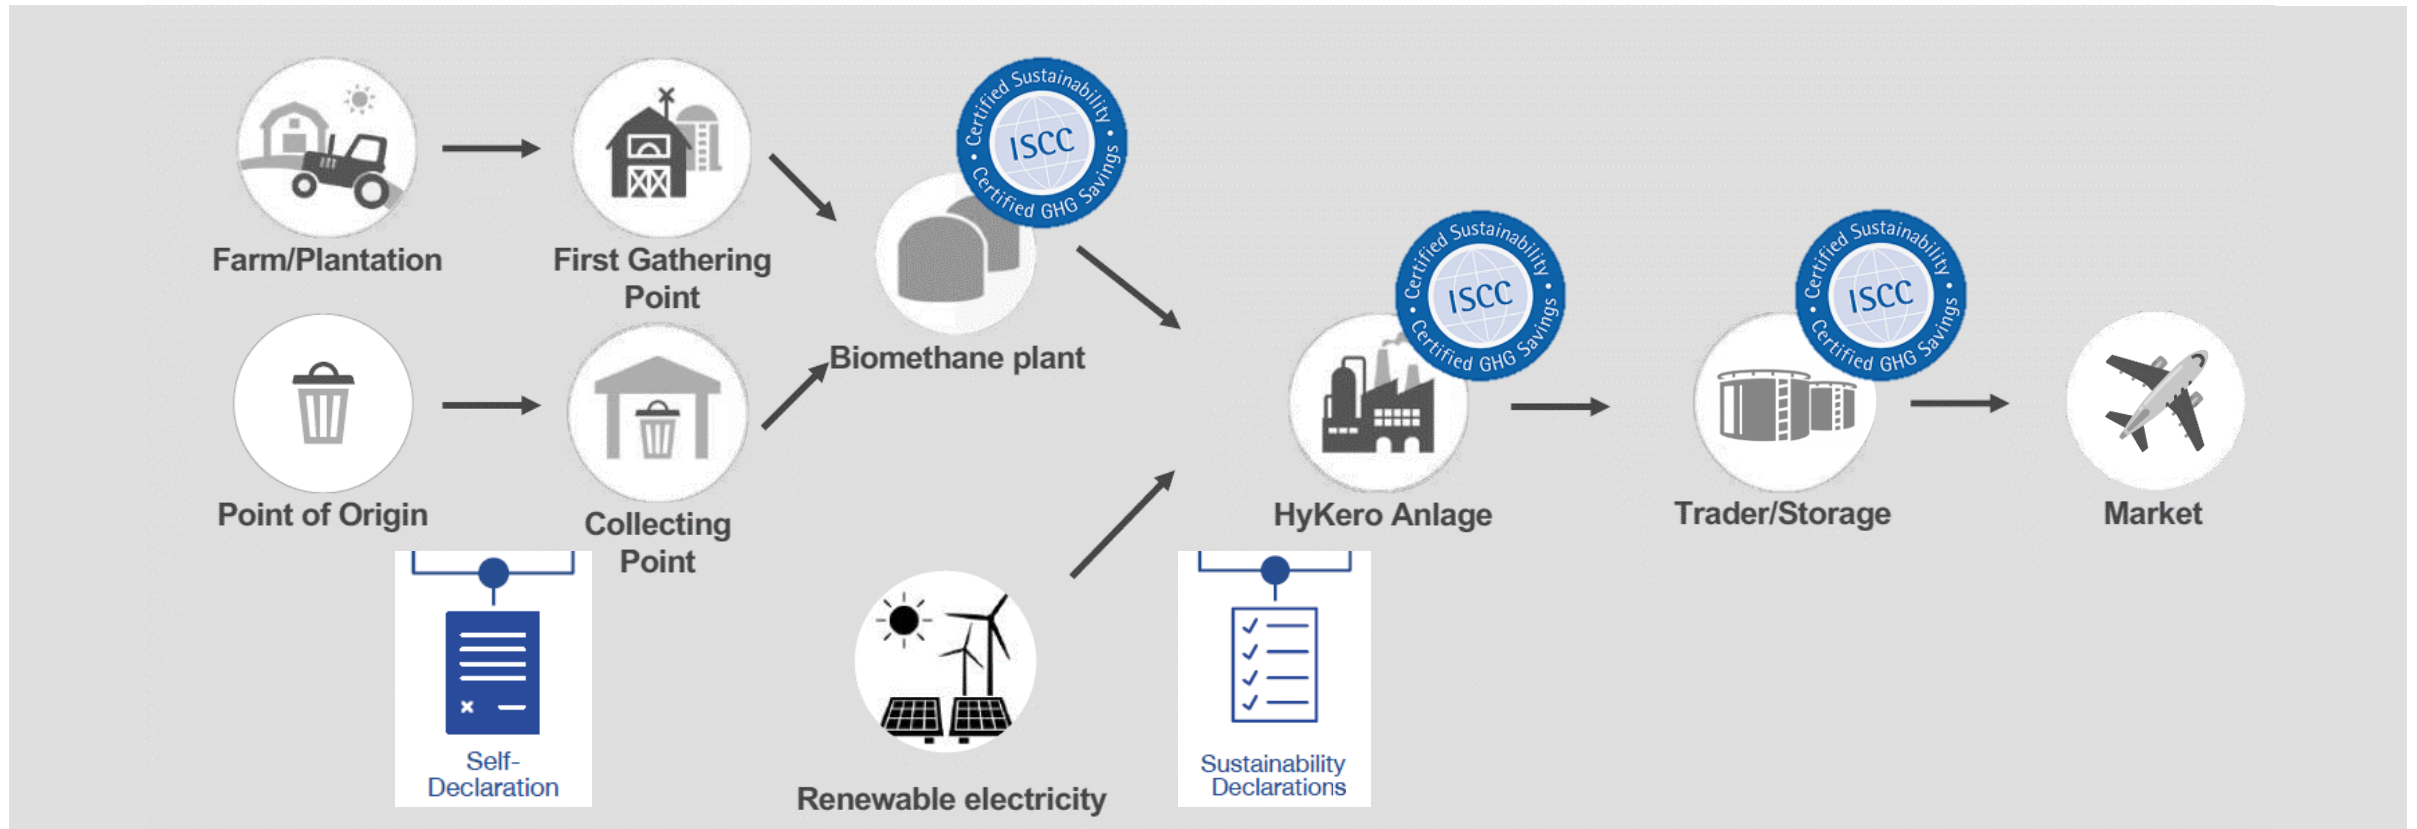 Certified Sustainability
ISCC
Certified GHG Savings
Farm/Plantation
First Gathering
Point
Certified Sustainability
ISCC
Certified GHG Savings
Certified Sustainability
ISCC
Certified GHG Savings
Biomethane plant
Point of Origin
Collecting
Point
HyKero Anlage
Trader/Storage
Market
Self-
Declaration
Renewable electricity
Sustainability
Declarations